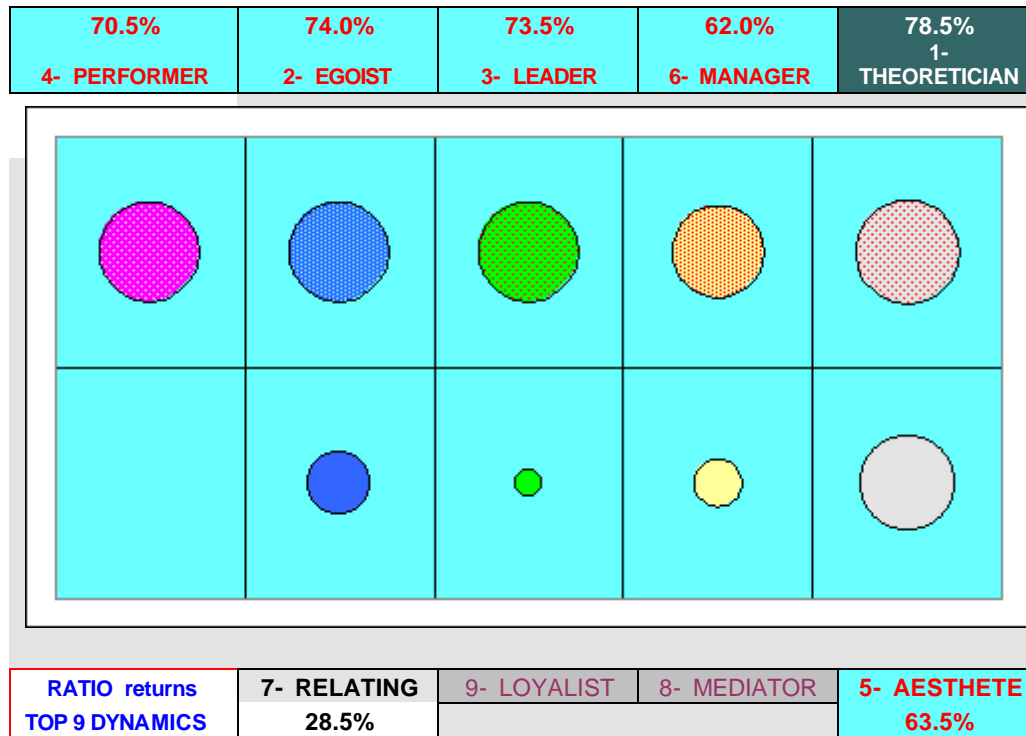 70.5% 74.0% 73.5% 62.0% 78.5%
1-
4- PERFORMER 2- EGOIST 3- LEADER 6- MANAGER THEORETICIAN
RATIO returns 7- RELATING 9- LOYALIST 8- MEDIATOR 5- AESTHETE
TOP 9 DYNAMICS 28.5% 63.5%